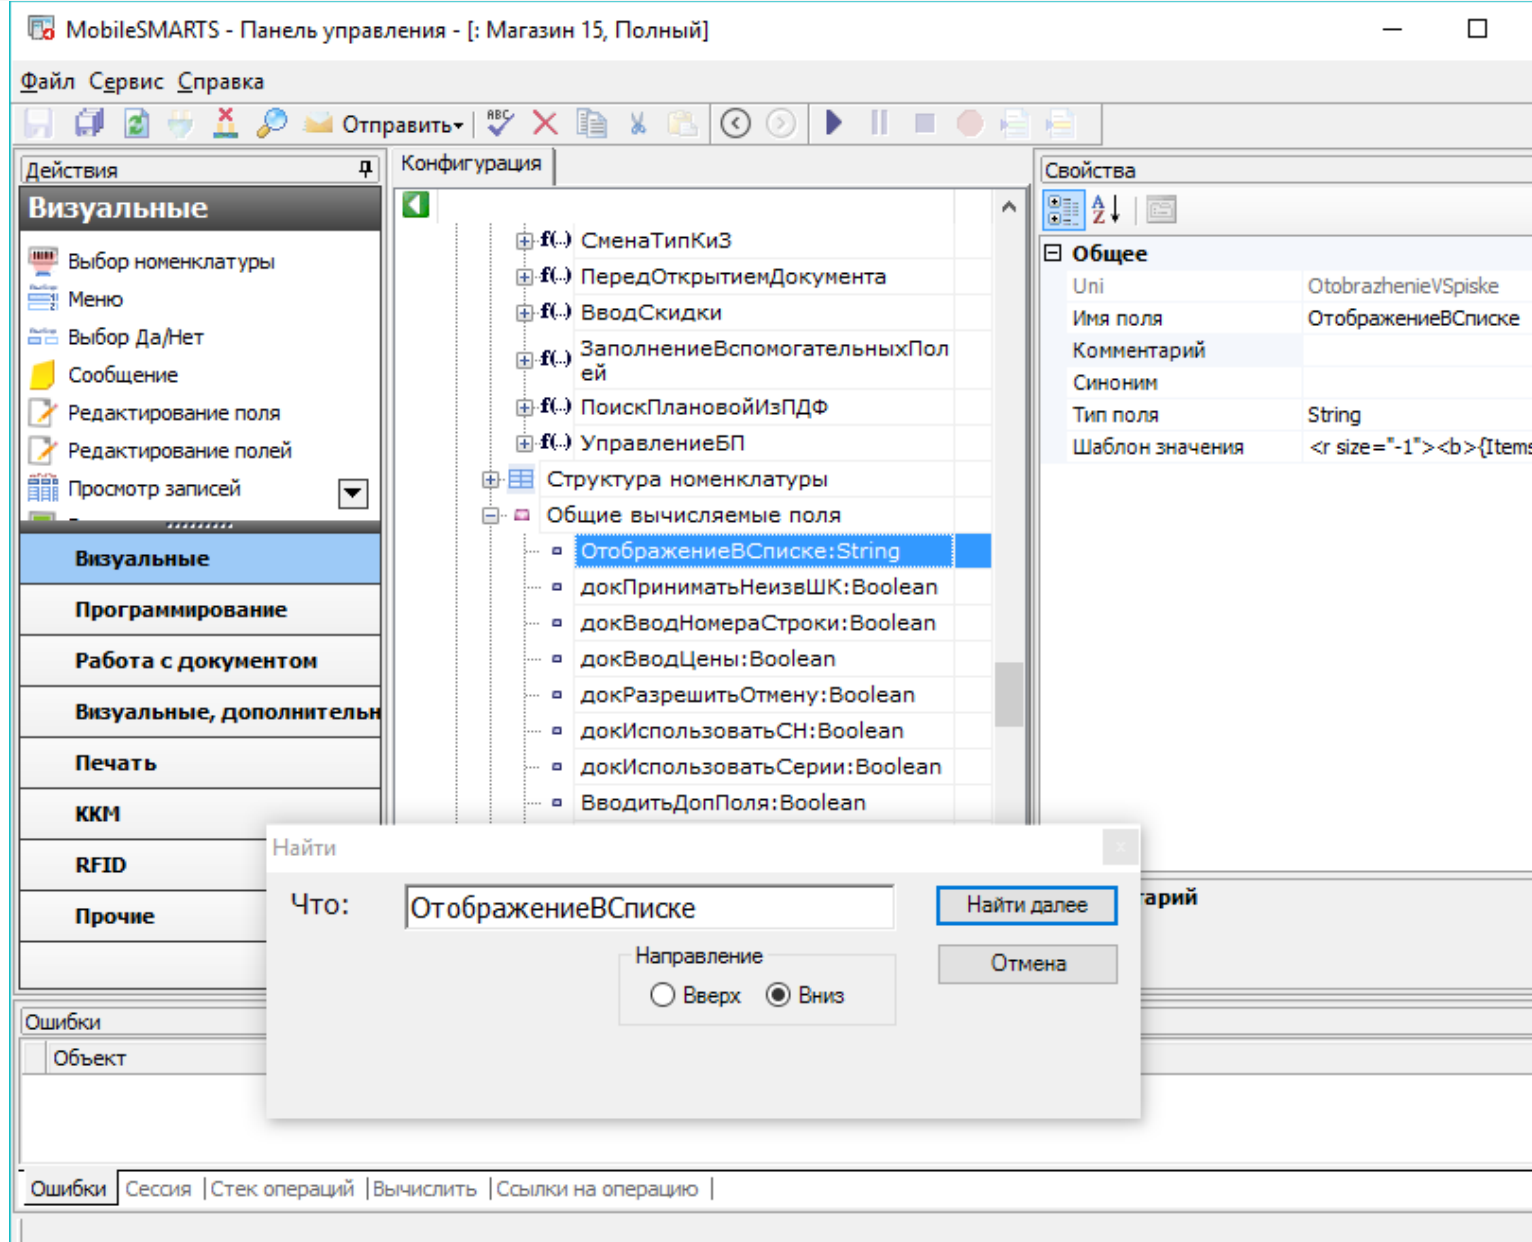 MobileSMARTS - Панель управления - [: Магазин 15, Полный]
Файл Сервис Справка
Отправить
Действия
Визуальные
Выбор номенклатуры
Меню
Выбор Да/Нет
Сообщение
Редактирование поля
Редактирование полей
Просмотр записей
Визуальные
Программирование
Работа с документом
Визуальные, дополнительн
Печать
ККМ
RFID
Прочие
Конфигурация
f(..) СменаТипКиЗ
f(..) ПередОткрытиемДокумента
f(..) ВводСкидки
f(..) ЗаполнениеВспомогательныхПол
ей
f(..) ПоискПлановойИзПДФ
f(..) УправлениеБП
Структура номенклатуры
Общие вычисляемые поля
ОтображениеВСписке:String
докПриниматьНеизвШК:Boolean
докВводНомераСтроки:Boolean
докВводЦены:Boolean
докРазрешитьОтмену:Boolean
докИспользоватьСН:Boolean
докИспользоватьСерии:Boolean
ВводитьДопПоля:Boolean
Свойства
Общее
Uni OtobrazhenieVSpiske
Имя поля ОтображениеВСписке
Комментарий
Синоним
Тип поля String
Шаблон значения <r size="-1"><b>{Items
арий
Найти
Что: ОтображениеВСписке
Найти далее
Направление
Вверх Вниз
Отмена
Ошибки
Объект
Ошибки Сессия Стек операций Вычислить Ссылки на операцию